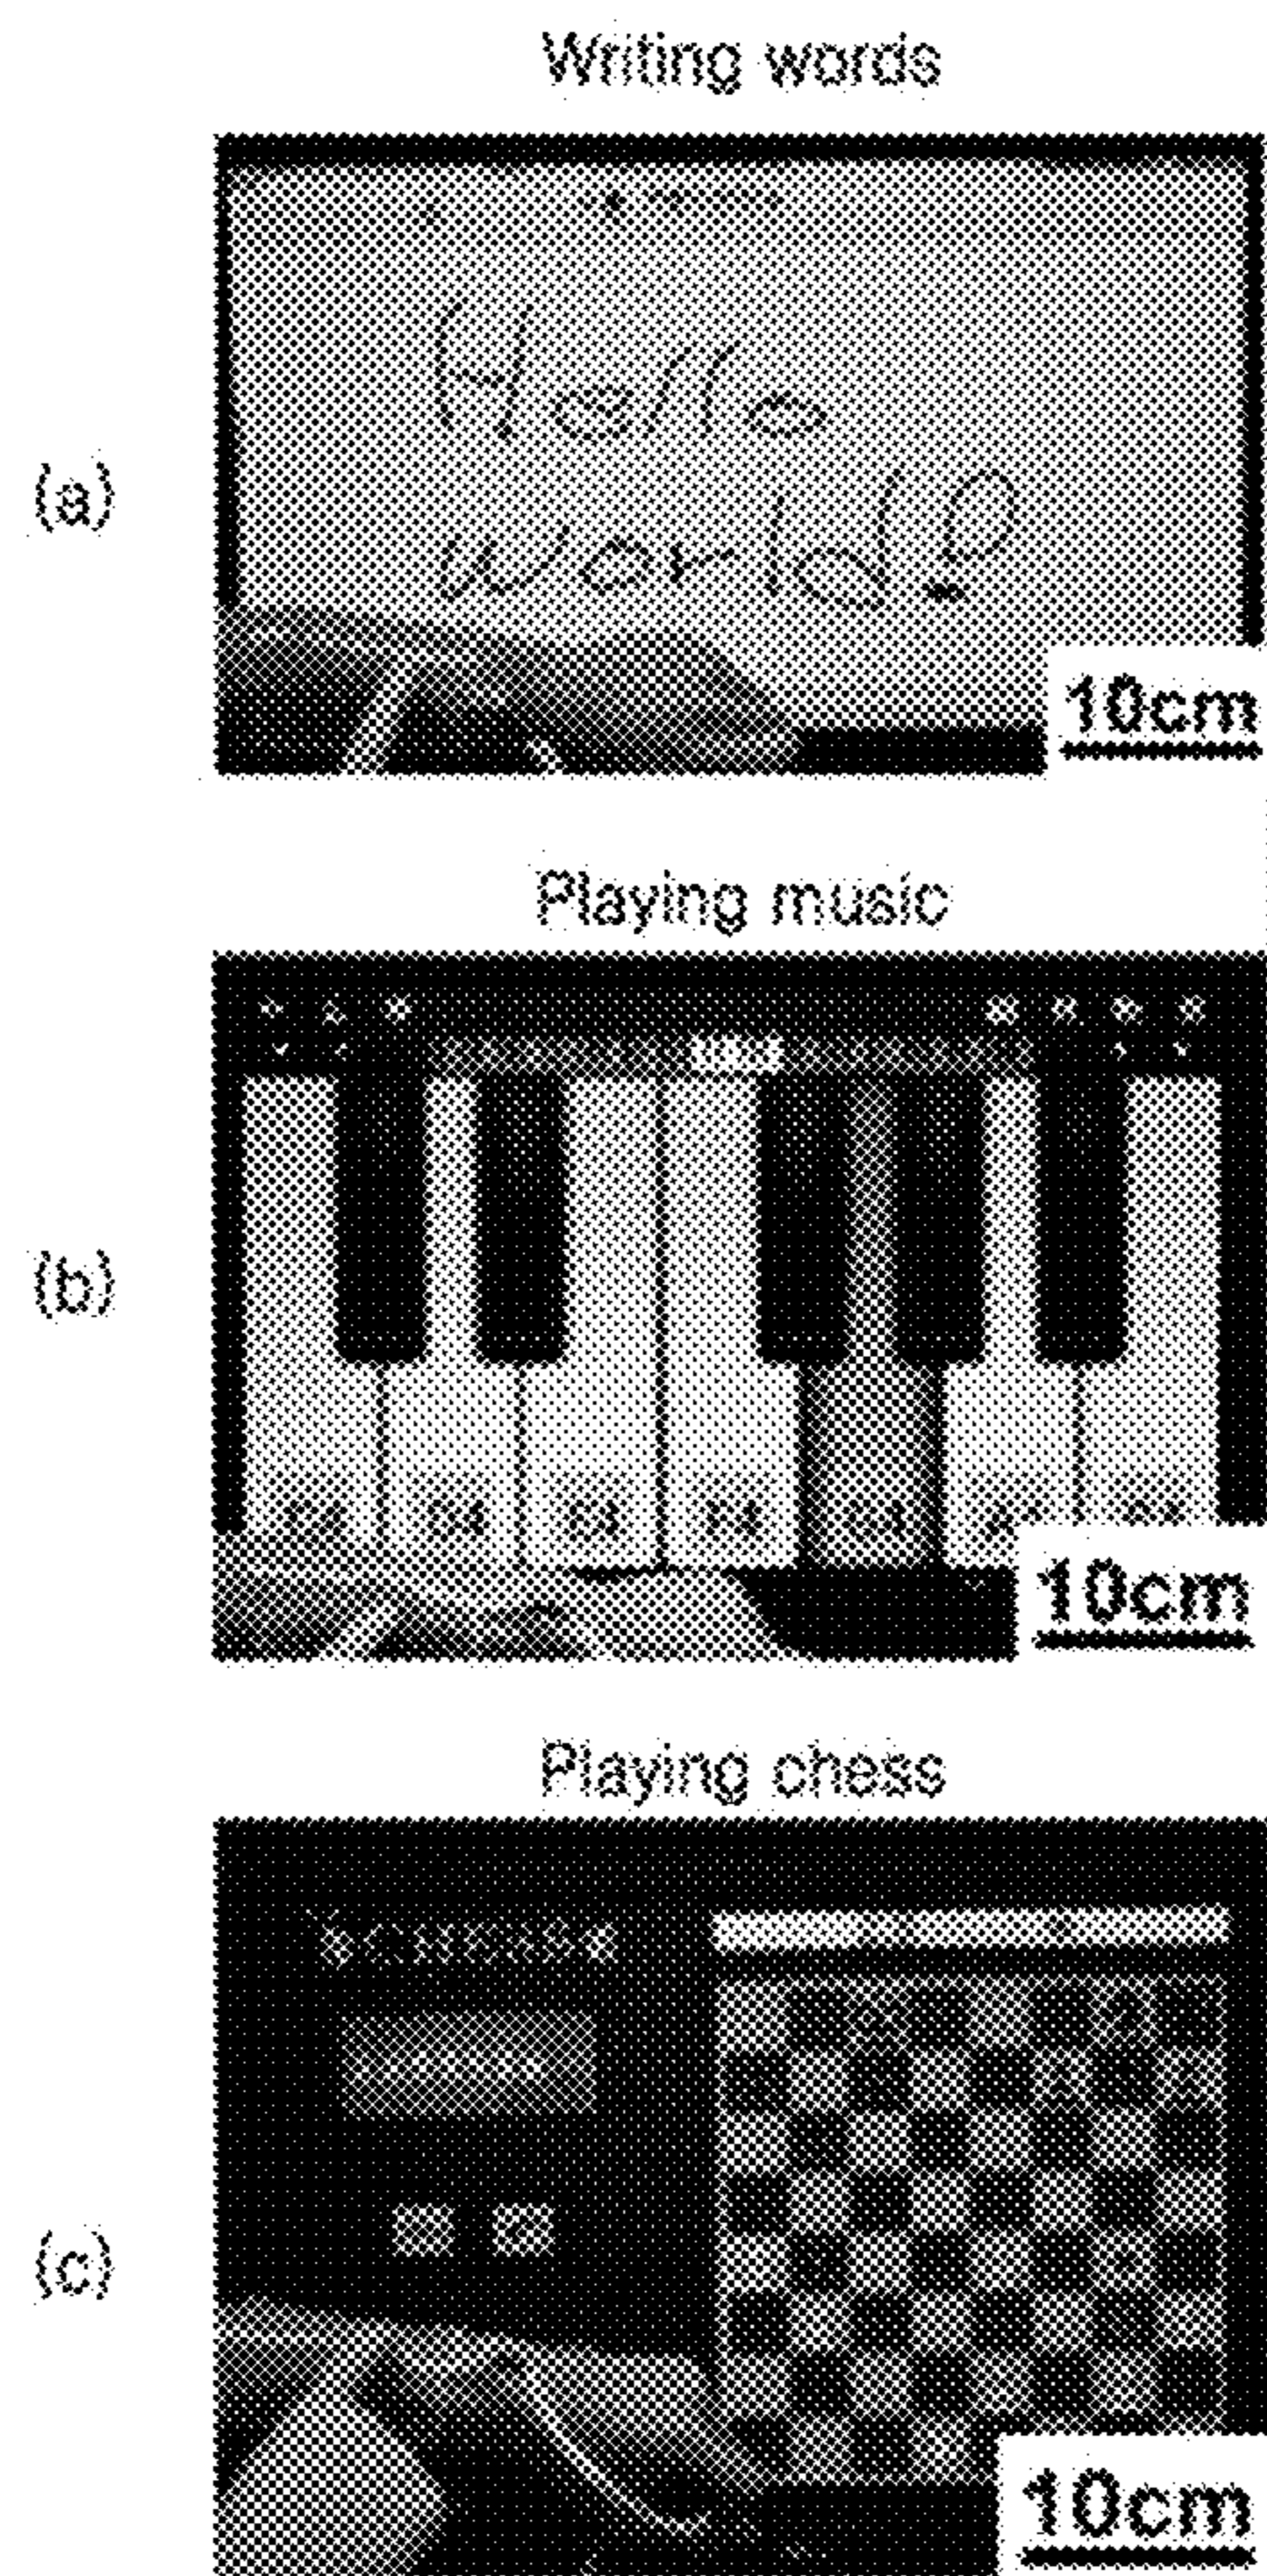 Writing words
(a)
Hello
world!
10cm
Playing music
(b)
10cm
Playing chess
(c)
10cm